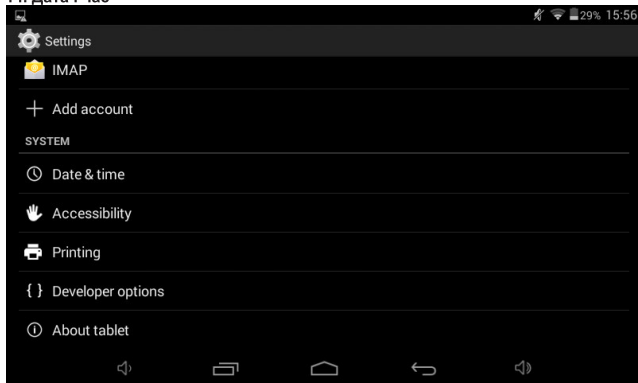 29% 15:56
Settings
IMAP
+ Add account
SYSTEM
Date & time
Accessibility
Printing
{ } Developer options
About tablet